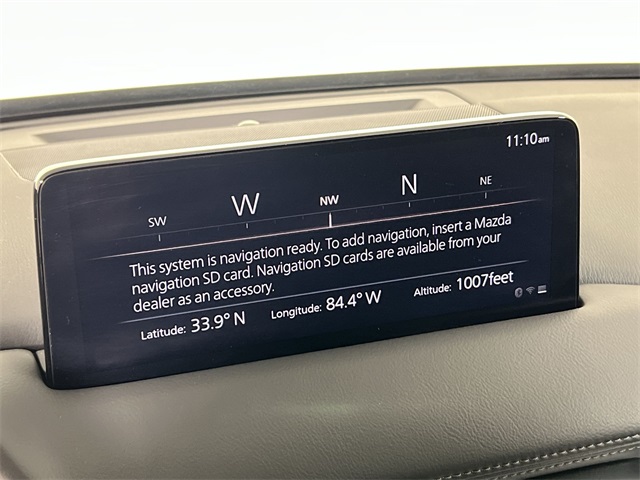 11:10am
SW W NW N NE
This system is navigation ready. To add navigation, insert a Mazda
navigation SD card. Navigation SD cards are available from your
dealer as an accessory.
Latitude: 33.9° N Longitude: 84.4° W Altitude: 1007feet